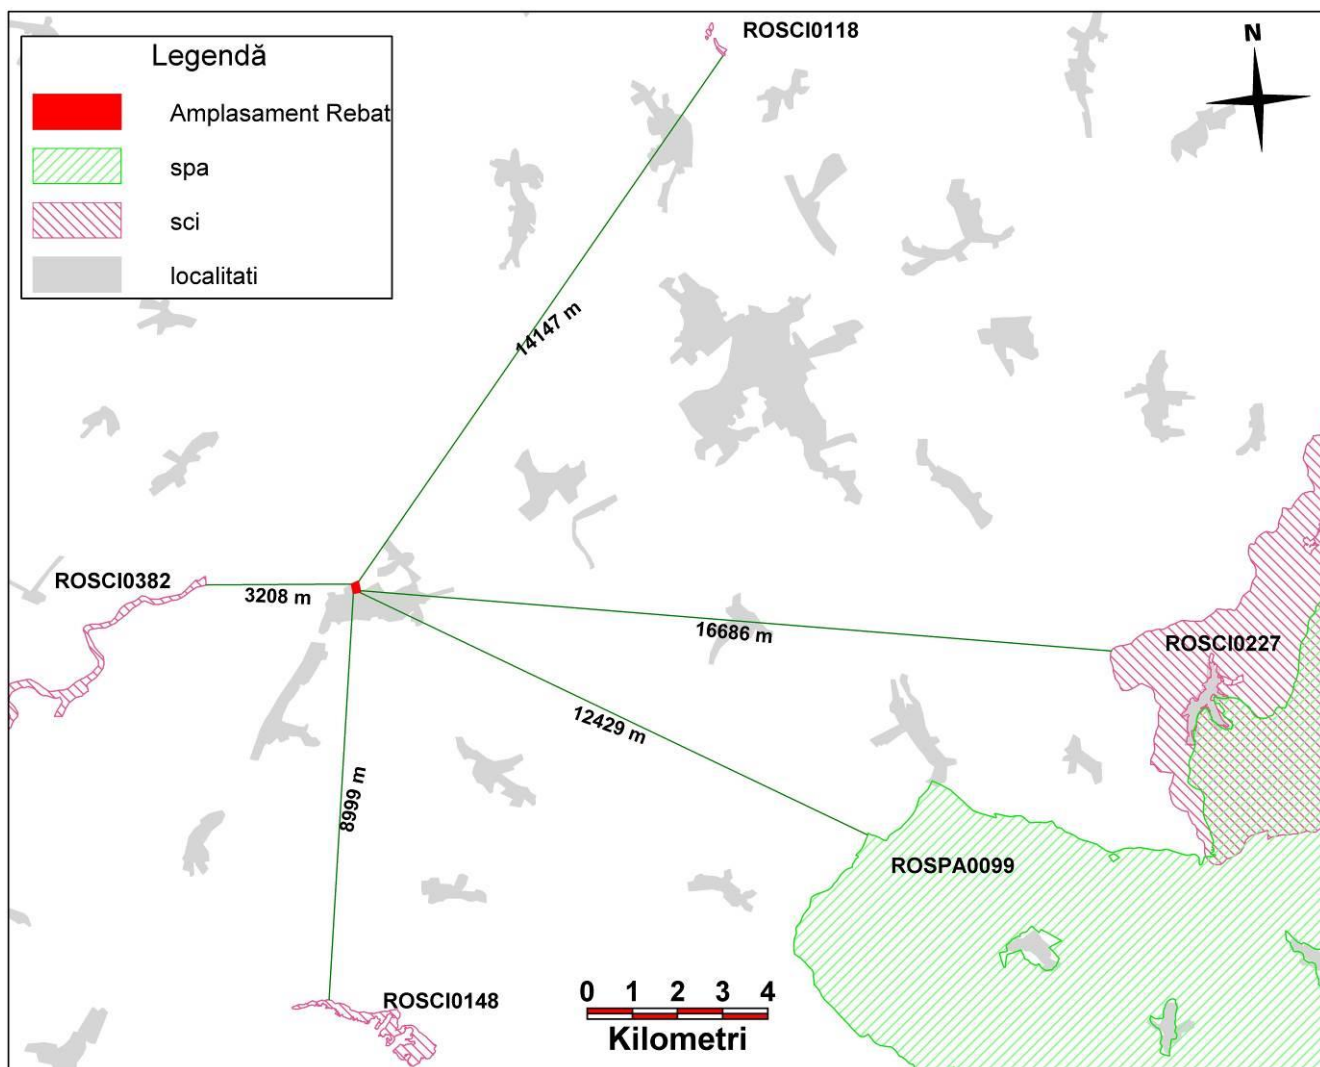 ROSCI0118
Legendă
N
Amplasament Rebat
spa
sci
localitati
14147 m
ROSCI0382
3208 m
16686 m
ROSCI0227
12429 m
8999 m
ROSPA0099
ROSCI0148
0 1 2 3 4
Kilometri